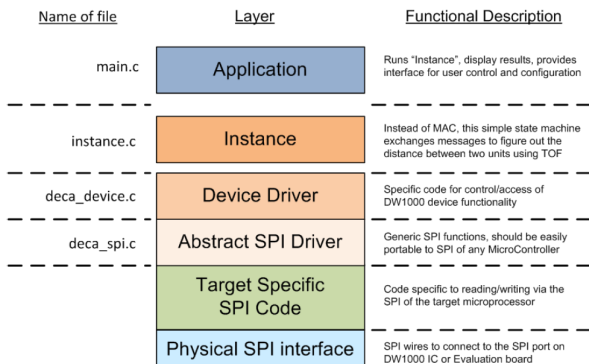 Name of file
Layer
Functional Description
main.c
Application
Runs “Instance”, display results, provides
interface for user control and configuration
instance.c
Instance
Instead of MAC, this simple state machine
exchanges messages to figure out the
distance between two units using TOF
deca_device.c
Device Driver
Specific code for control/access of
DW1000 device functionality
deca_spi.c
Abstract SPI Driver
Generic SPI functions, should be easily
portable to SPI of any MicroController
Target Specific
SPI Code
Code specific to reading/writing via the
SPI of the target microprocessor
Physical SPI interface
SPI wires to connect to the SPI port on
DW1000 IC or Evaluation board